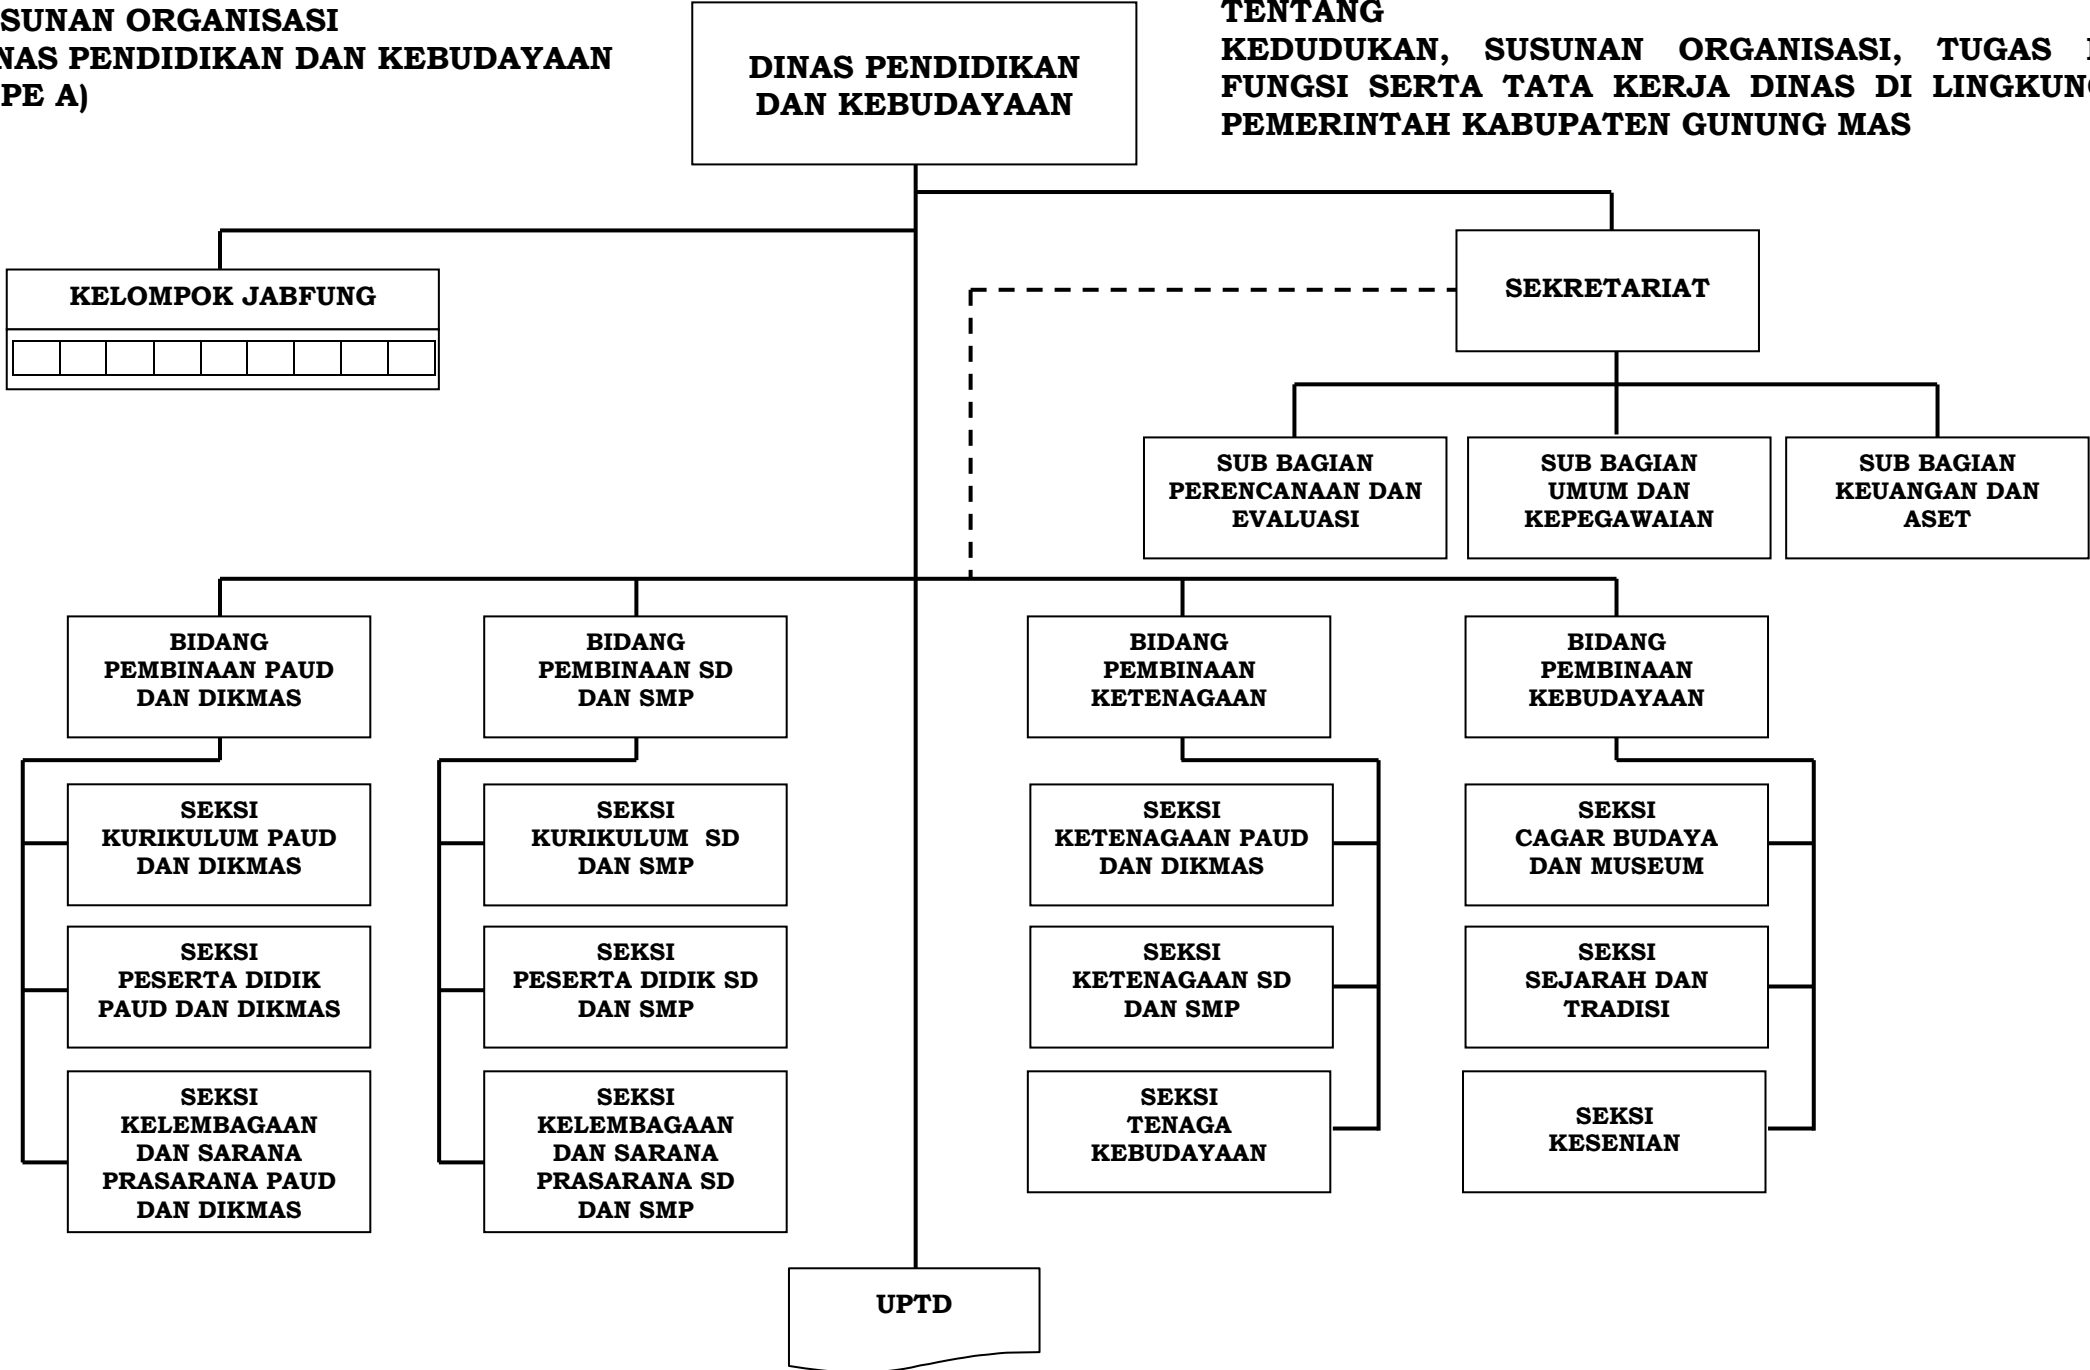 SUNAN ORGANISASI
NAS PENDIDIKAN DAN KEBUDAYAAN
PE A)
DINAS PENDIDIKAN
DAN KEBUDAYAAN
TENTANG
KEDUDUKAN, SUSUNAN ORGANISASI, TUGAS
FUNGSI SERTA TATA KERJA DINAS DI LINGKUN
PEMERINTAH KABUPATEN GUNUNG MAS
KELOMPOK JABFUNG
SEKRETARIAT
SUB BAGIAN
PERENCANAAN DAN
EVALUASI
SUB BAGIAN
UMUM DAN
KEPEGAWAIAN
SUB BAGIAN
KEUANGAN DAN
ASET
BIDANG
PEMBINAAN PAUD
DAN DIKMAS
BIDANG
PEMBINAAN SD
DAN SMP
BIDANG
PEMBINAAN
KETENAGAAN
BIDANG
PEMBINAAN
KEBUDAYAAN
SEKSI
KURIKULUM PAUD
DAN DIKMAS
SEKSI
KURIKULUM SD
DAN SMP
SEKSI
KETENAGAAN PAUD
DAN DIKMAS
SEKSI
CAGAR BUDAYA
DAN MUSEUM
SEKSI
PESERTA DIDIK
PAUD DAN DIKMAS
SEKSI
PESERTA DIDIK SD
DAN SMP
SEKSI
KETENAGAAN SD
DAN SMP
SEKSI
SEJARAH DAN
TRADISI
SEKSI
KELEMBAGAAN
DAN SARANA
PRASARANA PAUD
DAN DIKMAS
SEKSI
KELEMBAGAAN
DAN SARANA
PRASARANA SD
DAN SMP
SEKSI
TENAGA
KEBUDAYAAN
SEKSI
KESENIAN
UPTD